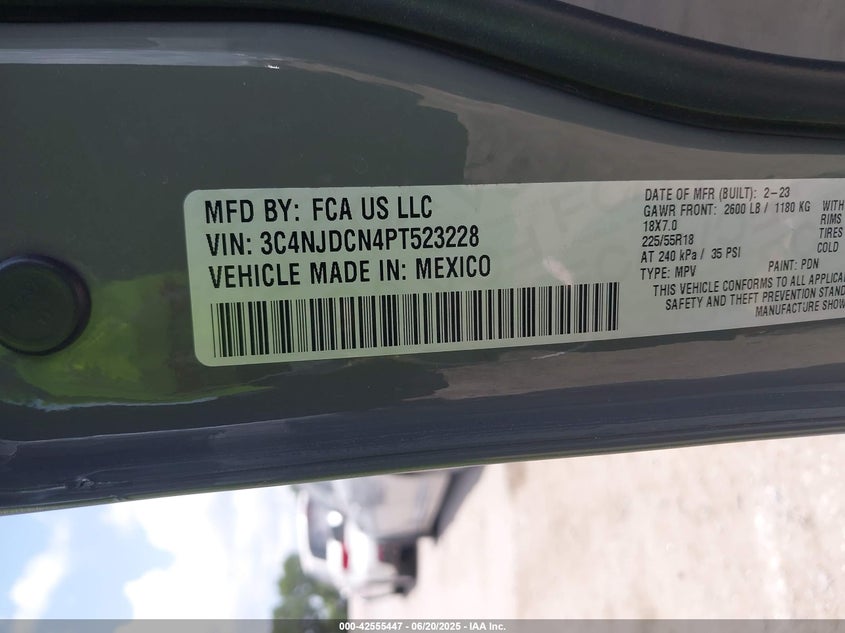 MFD BY: FCA US LLC
VIN: 3C4NJDCN4PT523228
VEHICLE MADE IN: MEXICO
DATE OF MFR (BUILT): 2-23
GAWR FRONT: 2600 LB / 1180 KG WITH
18X7.0 RIMS
225/55R18 TIRES
AT 240 kPa / 35 PSI COLD
TYPE: MPV PAINT: PDN
THIS VEHICLE CONFORMS TO ALL
SAFETY AND THEFT PREVENTION
MANUFACTURE
000-42555447 - 06/20/2025 - IAA Inc.